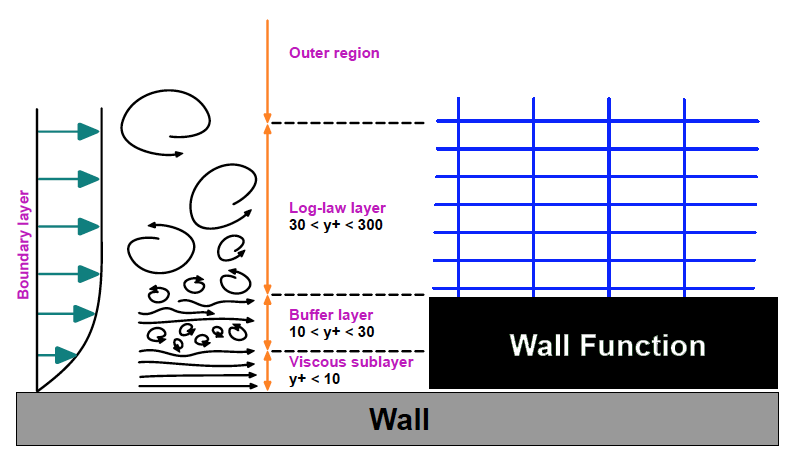 Outer region
Boundary layer
Log-law layer
30 < y+ < 300
Buffer layer
10 < y+ < 30
Viscous sublayer
y+ < 10
Wall Function
Wall